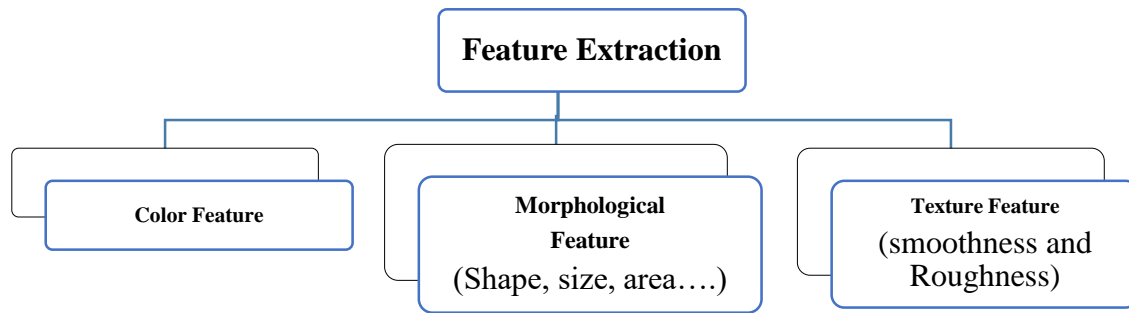 Feature Extraction
Color Feature
Morphological
Feature
(Shape, size, area….)
Texture Feature
(smoothness and
Roughness)